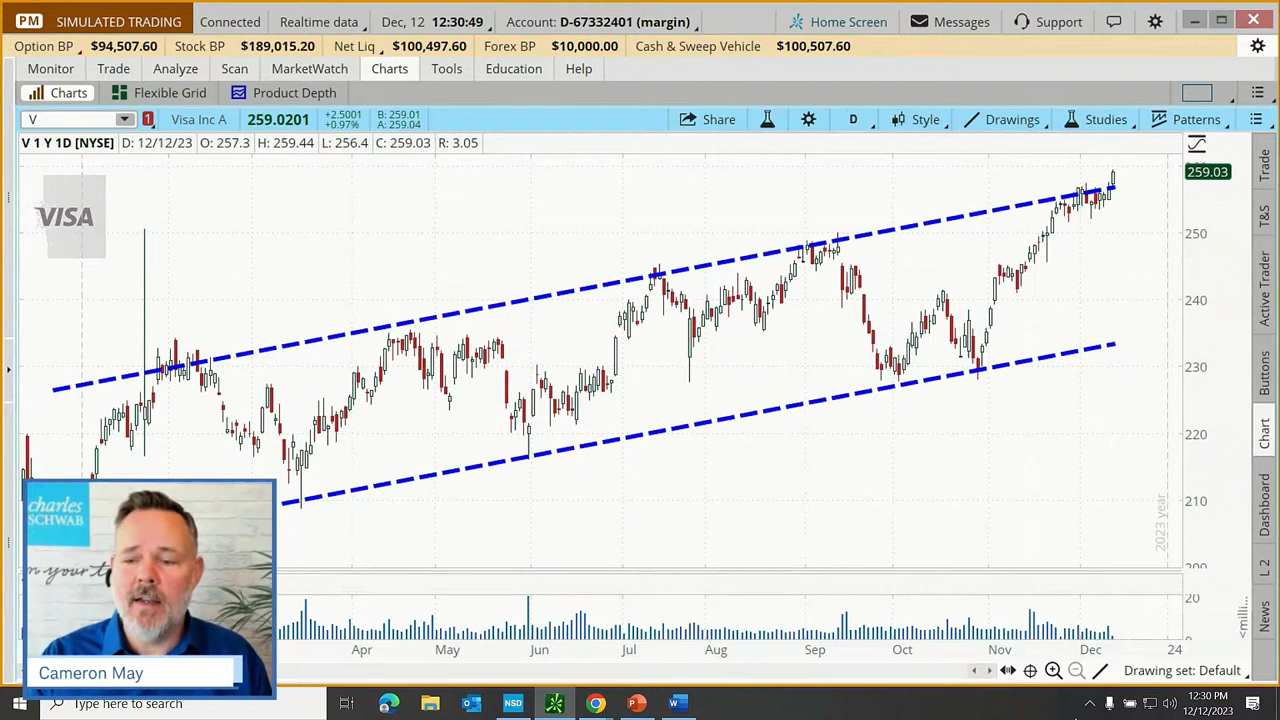 PM SIMULATED TRADING Connected Realtime data Dec, 12 12:30:49 Account: D-67332401 (margin) Home Screen Messages Support
Option BP $94,507.60 Stock BP $189,015.20 Net Liq $100,497.60 Forex BP $10,000.00 Cash & Sweep Vehicle $100,507.60
Monitor Trade Analyze Scan MarketWatch Charts Tools Education Help
Charts Flexible Grid Product Depth
V 1 Visa Inc A 259.0201 +2.5001 +0.97% B: 259.01 A: 259.04 Share D Style Drawings Studies Patterns
V 1 Y 1D [NYSE] D: 12/12/23 O: 257.3 H: 259.44 L: 256.4 C: 259.03 R: 3.05
259.03
VISA
250
240
230
220
210
20
0
2023 year
<milli...
Trade
T&S
Active Trader
Buttons
Chart
Dashboard
L 2
News
charles
SCHWAB
Cameron May
Apr May Jun Jul Aug Sep Oct Nov Dec 24
Drawing set: Default
Type here to search
NSD
12:30 PM
12/12/2023